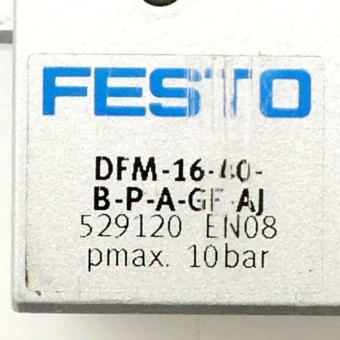 FESTO
DFM-16-40-
B-P-A-GF-AJ
529120 EN08
pmax. 10bar